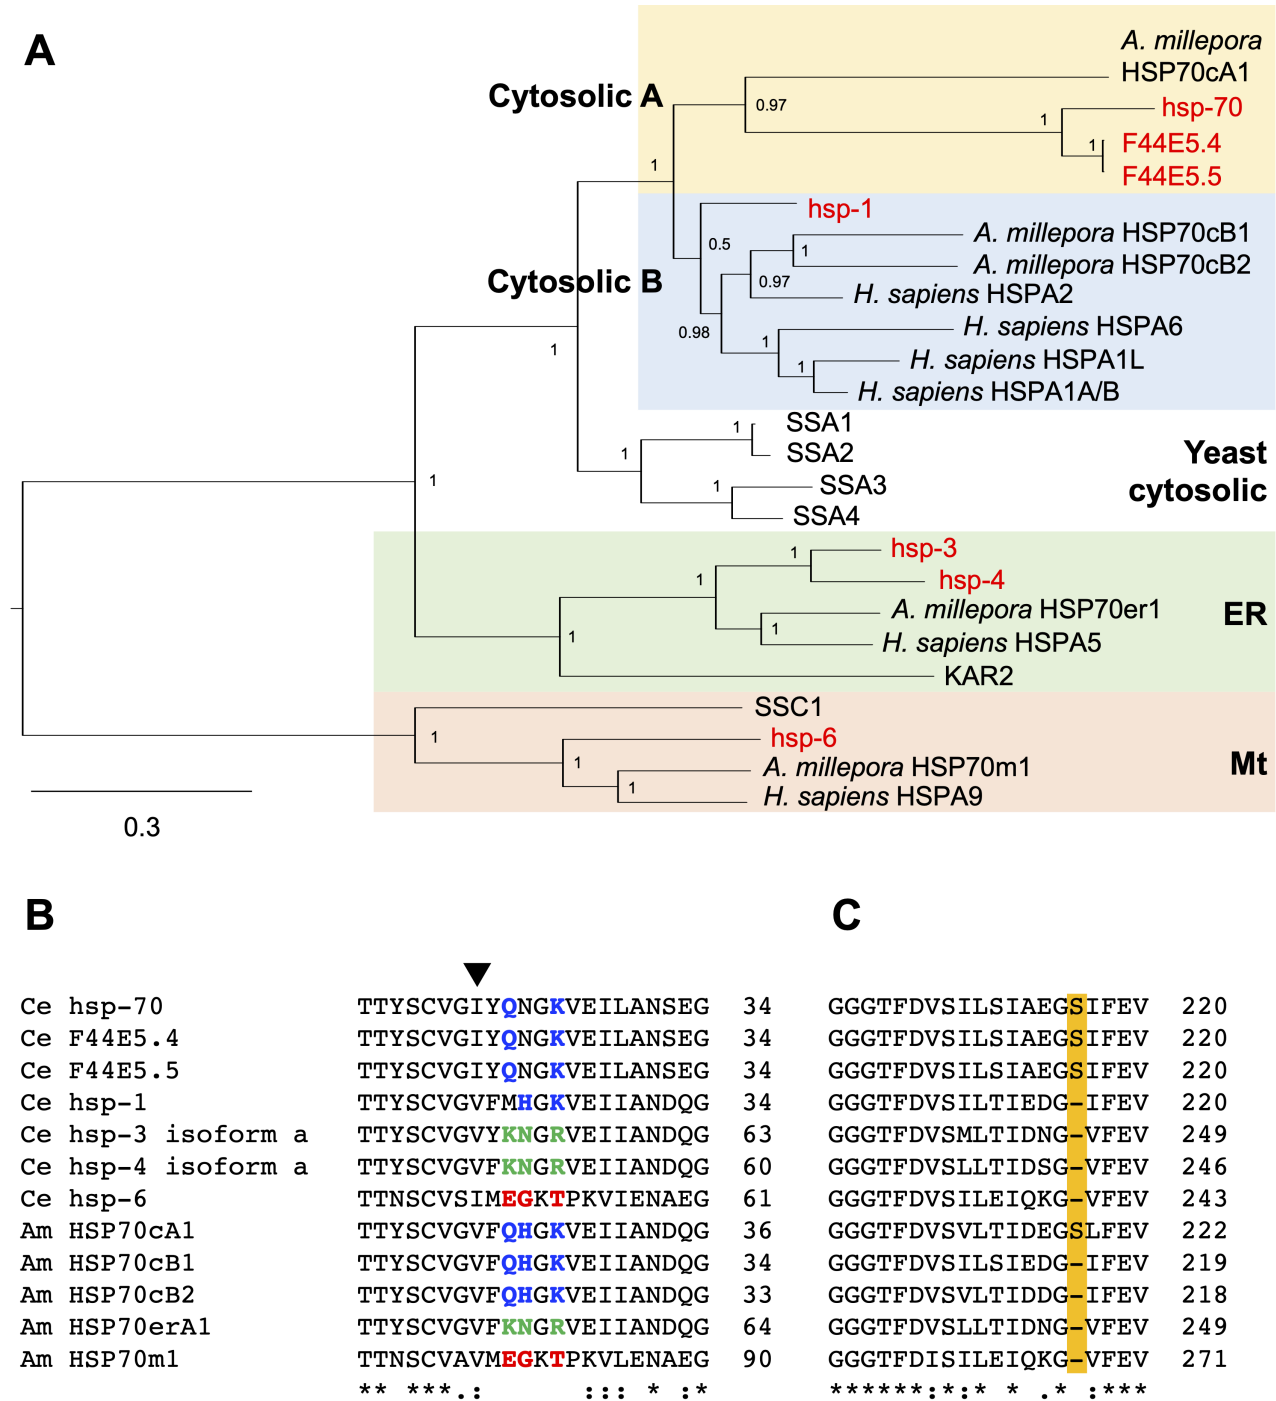 A
Cytosolic A
A. millepora
HSP70cA1
0.97
hsp-70
1
1
F44E5.4
F44E5.5
1
Cytosolic B
hsp-1
0.5
A. millepora HSP70cB1
1
A. millepora HSP70cB2
0.97
H. sapiens HSPA2
0.98
H. sapiens HSPA6
1
1
H. sapiens HSPA1L
1
H. sapiens HSPA1A/B
SSA1
1
SSA2
1
Yeast
cytosolic
1
SSA3
1
SSA4
hsp-3
1
hsp-4
1
A. millepora HSP70er1
ER
1
1
H. sapiens HSPA5
KAR2
SSC1
1
hsp-6
1
A. millepora HSP70m1
Mt
1
H. sapiens HSPA9
0.3
B
C
Ce hsp-70 TTYSCVGIYQNGKVEILANSEG 34 GGGTFDVSILSIAEGSIFEV 220
Ce F44E5.4 TTYSCVGIYQNGKVEILANSEG 34 GGGTFDVSILSIAEGSIFEV 220
Ce F44E5.5 TTYSCVGIYQNGKVEILANSEG 34 GGGTFDVSILSIAEGSIFEV 220
Ce hsp-1 TTYSCVGVFMHGKVEIIANDQG 34 GGGTFDVSILTIEDG-IFEV 220
Ce hsp-3 isoform a TTYSCVGVYKNGRVEIIANDQG 63 GGGTFDVSMLTIDNG-VFEV 249
Ce hsp-4 isoform a TTYSCVGVFKNGRVEIIANDQG 60 GGGTFDVSLLTIDSG-VFEV 246
Ce hsp-6 TTNSCVSIMEGKTPKVIENAEG 61 GGGTFDVSILEIQKG-VFEV 243
Am HSP70cA1 TTYSCVGVFQHGKVEIIANDQG 36 GGGTFDVSVLTIDEGSLFEV 222
Am HSP70cB1 TTYSCVGVFQHGKVEIIANDQG 34 GGGTFDVSILSIEDG-IFEV 219
Am HSP70cB2 TTYSCVGVFQHGKVEIIANDQG 33 GGGTFDVSVLTIDDG-IFEV 218
Am HSP70erA1 TTYSCVGVFKNGRVEIIANDQG 64 GGGTFDVSLLTIDNG-VFEV 249
Am HSP70m1 TTNSCVAVMEGKTPKVLENAEG 90 GGGTFDISILEIQKG-VFEV 271
** ***.: ::: * :* ******:*:* * .* :***